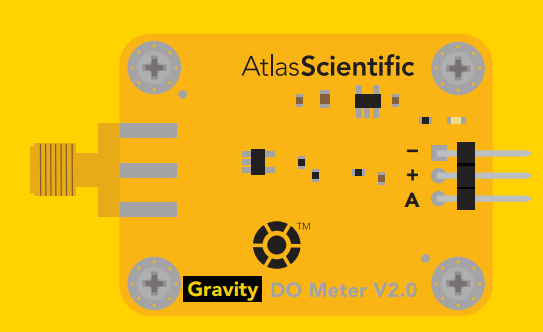 AtlasScientific
−
+
A
TM
Gravity DO Meter V2.0